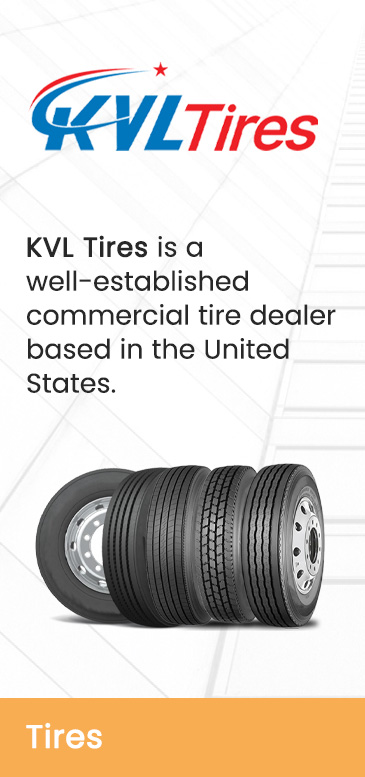 KVLTires
KVL Tires is a
well-established
commercial tire dealer
based in the United
States.
Tires